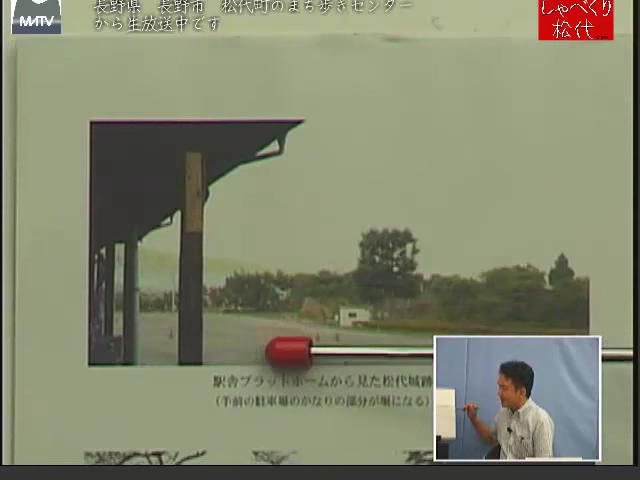 長野県　長野市　松代町のまち歩きセンター
から生放送中です
MATV
しゃべくり
松代
駅舎プラットホームから見た松代城跡
（手前の駐車場のかなりの部分が堀になる）